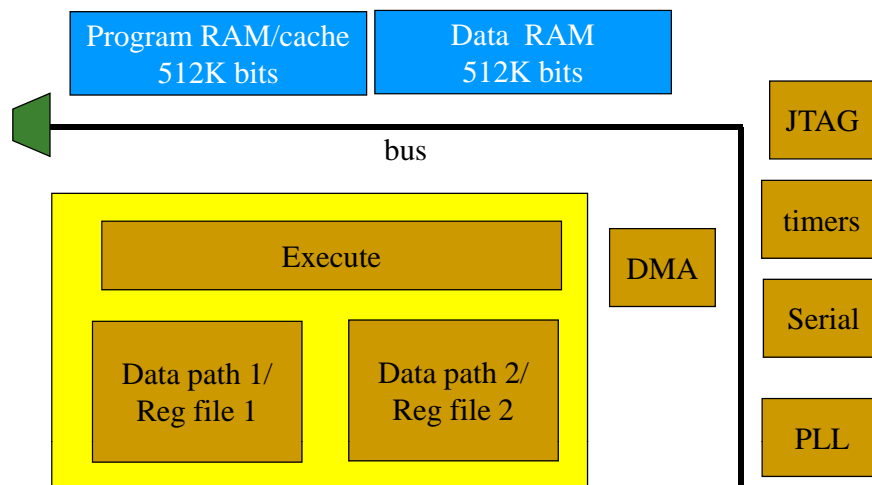 Program RAM/cache
512K bits
Data RAM
512K bits
JTAG
bus
timers
Execute
DMA
Serial
Data path 1/
Reg file 1
Data path 2/
Reg file 2
PLL